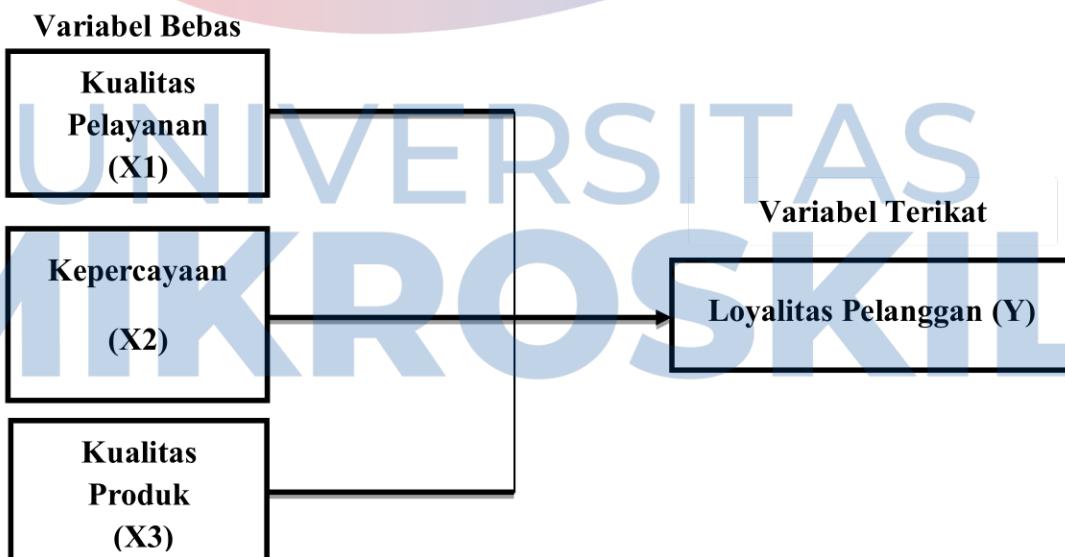 Variabel Bebas
Kualitas
Pelayanan
(X1)
UNIVERSITAS
MIKROSKIL
Kepercayaan
(X2)
Kualitas
Produk
(X3)
Variabel Terikat
Loyalitas Pelanggan (Y)